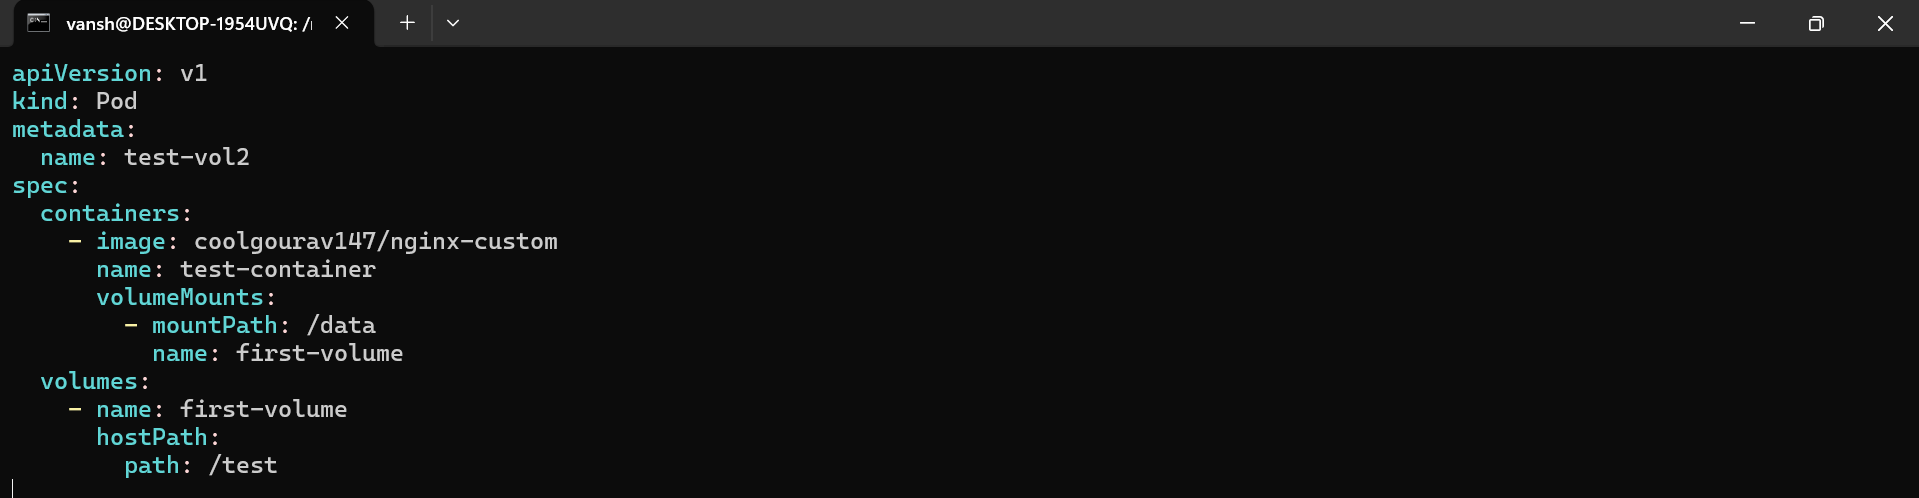 vansh@DESKTOP-1954UVQ: /
apiVersion: v1
kind: Pod
metadata:
  name: test-vol2
spec:
  containers:
    - image: coolgourav147/nginx-custom
      name: test-container
      volumeMounts:
        - mountPath: /data
          name: first-volume
  volumes:
    - name: first-volume
      hostPath:
        path: /test